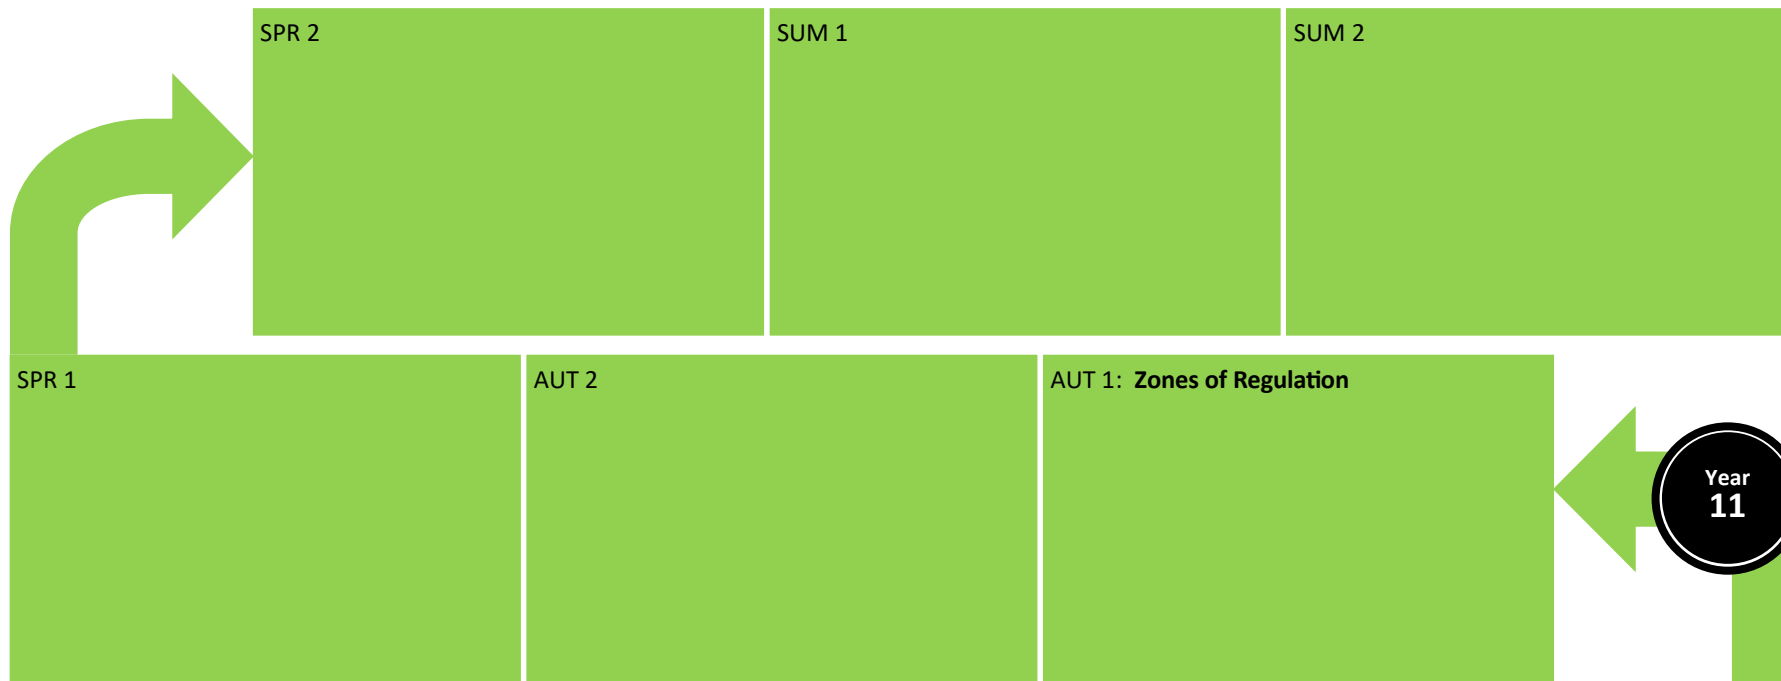 SPR 2
SUM 1
SUM 2
SPR 1
AUT 2
AUT 1: Zones of Regulation
Year
11